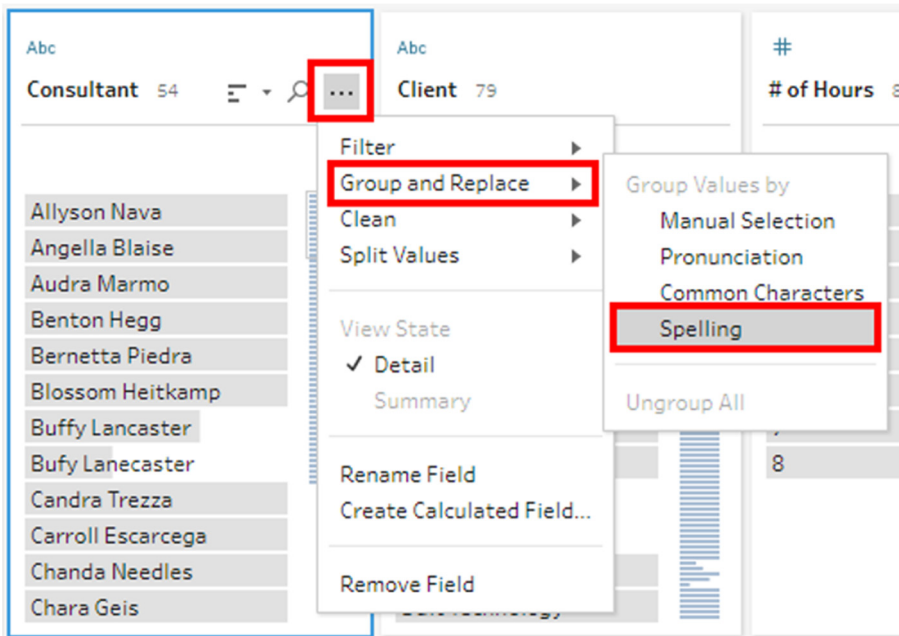 Abc
Consultant 54
Abc
Client 79
#
# of Hours
Allyson Nava
Angella Blaise
Audra Marmo
Benton Hegg
Bernetta Piedra
Blossom Heitkamp
Buffy Lancaster
Bufy Lanecaster
Candra Trezza
Carroll Escarcega
Chanda Needles
Chara Geis
Filter
Group and Replace
Clean
Split Values
View State
✓ Detail
Summary
Rename Field
Create Calculated Field...
Remove Field
Group Values by
Manual Selection
Pronunciation
Common Characters
Spelling
Ungroup All
8